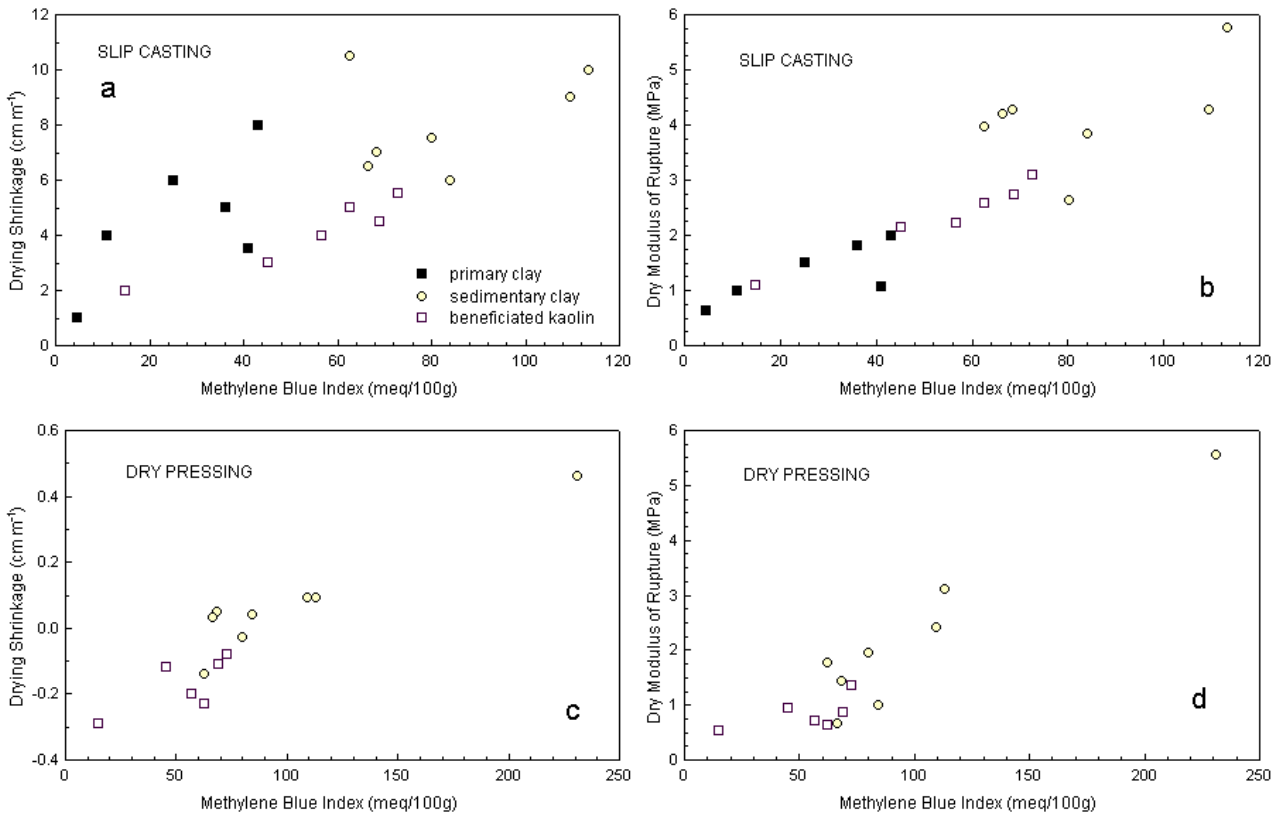 12
10
8
6
4
2
0
Drying Shrinkage (cm m⁻¹)
SLIP CASTING
a
primary clay
sedimentary clay
beneficiated kaolin
0 20 40 60 80 100 120
Methylene Blue Index (meq/100g)
6
5
4
3
2
1
0
Dry Modulus of Rupture (MPa)
SLIP CASTING
b
0 20 40 60 80 100 120
Methylene Blue Index (meq/100g)
0.6
0.4
0.2
0.0
-0.2
-0.4
Drying Shrinkage (cm m⁻¹)
DRY PRESSING
c
0 50 100 150 200 250
Methylene Blue Index (meq/100g)
6
5
4
3
2
1
0
Dry Modulus of Rupture (MPa)
DRY PRESSING
d
0 50 100 150 200 250
Methylene Blue Index (meq/100g)